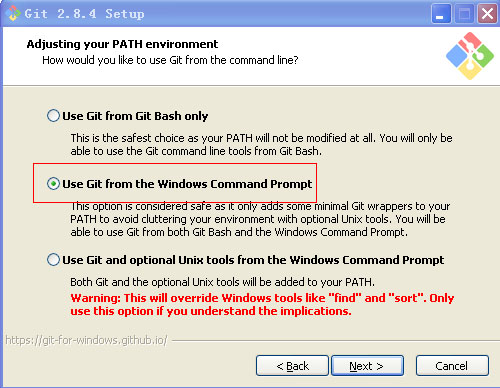 Git 2.8.4 Setup
Adjusting your PATH environment
How would you like to use Git from the command line?
Use Git from Git Bash only
This is the safest choice as your PATH will not be modified at all. You will only be
able to use the Git command line tools from Git Bash.
Use Git from the Windows Command Prompt
This option is considered safe as it only adds some minimal Git wrappers to your
PATH to avoid cluttering your environment with optional Unix tools. You will be
able to use Git from both Git Bash and the Windows Command Prompt.
Use Git and optional Unix tools from the Windows Command Prompt
Both Git and the optional Unix tools will be added to your PATH.
Warning: This will override Windows tools like "find" and "sort". Only
use this option if you understand the implications.
https://git-for-windows.github.io/
< Back Next > Cancel